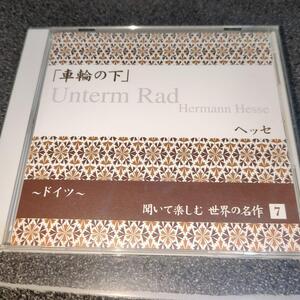 「車輪の下」
Unterm Rad
Hermann Hesse
ヘッセ
～ドイツ～
聞いて楽しむ 世界の名作 7